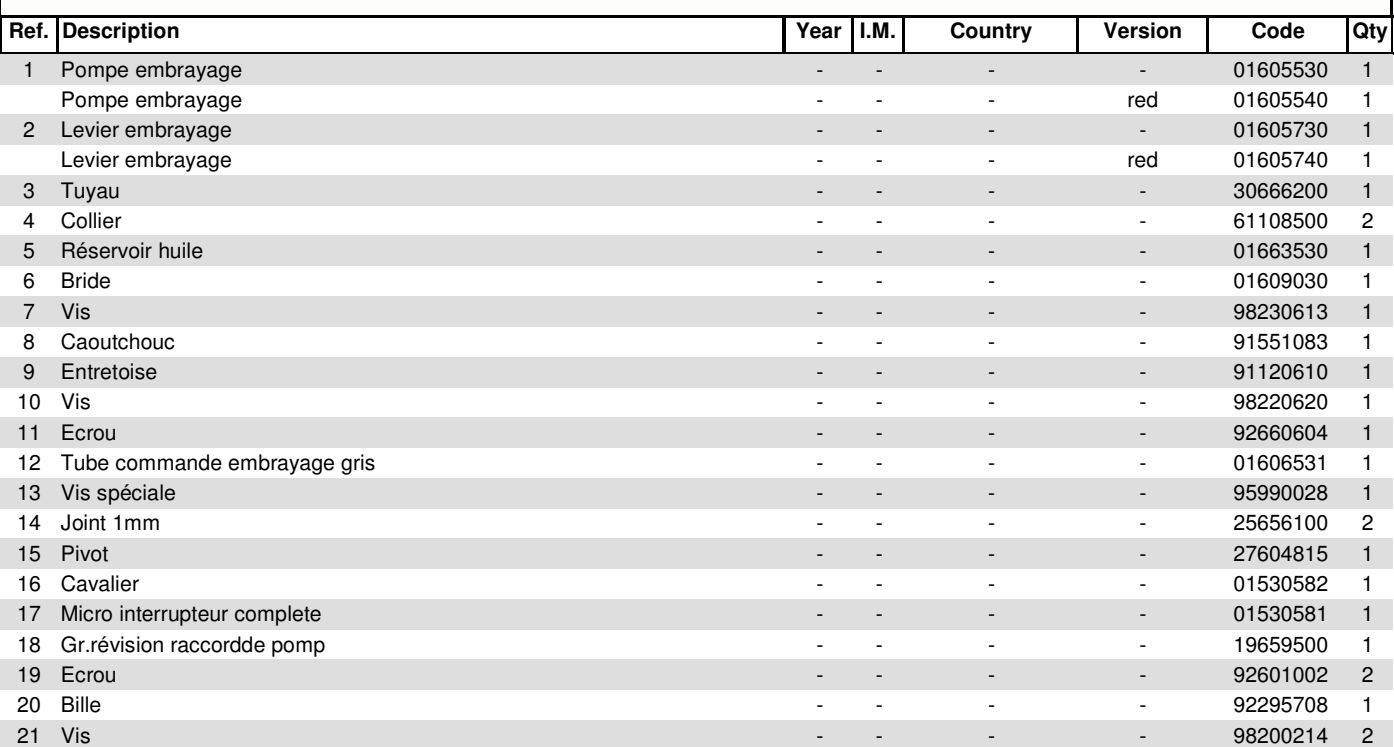 Ref. Description Year I.M. Country Version Code Qty
1 Pompe embrayage - - - - 01605530 1
Pompe embrayage - - - red 01605540 1
2 Levier embrayage - - - - 01605730 1
Levier embrayage - - - red 01605740 1
3 Tuyau - - - - 30666200 1
4 Collier - - - - 61108500 2
5 Réservoir huile - - - - 01663530 1
6 Bride - - - - 01609030 1
7 Vis - - - - 98230613 1
8 Caoutchouc - - - - 91551083 1
9 Entretoise - - - - 91120610 1
10 Vis - - - - 98220620 1
11 Ecrou - - - - 92660604 1
12 Tube commande embrayage gris - - - - 01606531 1
13 Vis spéciale - - - - 95990028 1
14 Joint 1mm - - - - 25656100 2
15 Pivot - - - - 27604815 1
16 Cavalier - - - - 01530582 1
17 Micro interrupteur complete - - - - 01530581 1
18 Gr.révision raccordde pomp - - - - 19659500 1
19 Ecrou - - - - 92601002 2
20 Bille - - - - 92295708 1
21 Vis - - - - 98200214 2